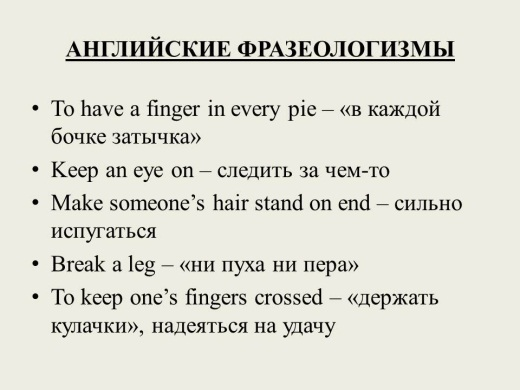 АНГЛИЙСКИЕ ФРАЗЕОЛОГИЗМЫ
• To have a finger in every pie – «в каждой
бочке затычка»
• Keep an eye on – следить за чем-то
• Make someone’s hair stand on end – сильно
испугаться
• Break a leg – «ни пуха ни пера»
• To keep one’s fingers crossed – «держать
кулачки», надеяться на удачу